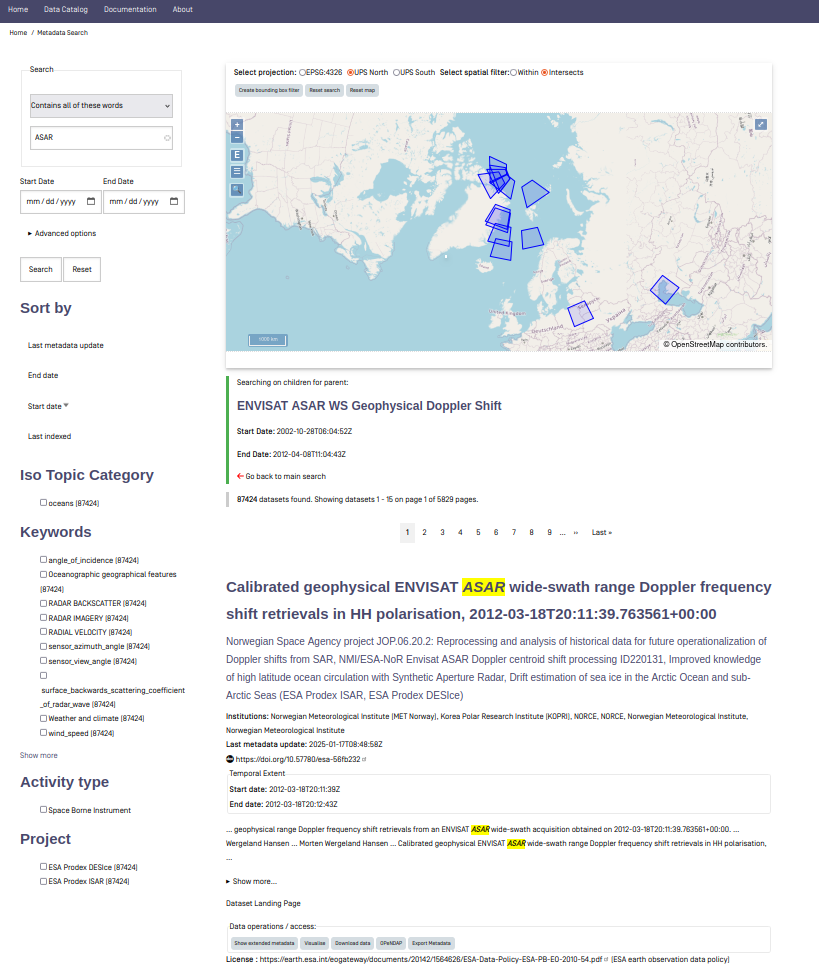 Home Data Catalog Documentation About
Home / Metadata Search
Search
Contains all of these words
ASAR
Start Date End Date
mm / dd / yyyy mm / dd / yyyy
▸ Advanced options
Search Reset
Sort by
Last metadata update
End date
Start date
Last indexed
Iso Topic Category
oceans (87424)
Keywords
angle_of_incidence (87424)
Oceanographic geographical features
(87424)
RADAR BACKSCATTER (87424)
RADAR IMAGERY (87424)
RADIAL VELOCITY (87424)
sensor_azimuth_angle (87424)
sensor_view_angle (87424)
surface_backwards_scattering_coefficient
_of_radar_wave (87424)
Weather and climate (87424)
wind_speed (87424)
Show more
Activity type
Space Borne Instrument
Project
ESA Prodex DESIce (87424)
ESA Prodex ISAR (87424)
Select projection: EPSG:4326 UPS North UPS South Select spatial filter: Within Intersects
Create bounding box filter Reset search Reset map
+
−
E
United Kingdom
Deutschland
Україна
1000 km
© OpenStreetMap contributors.
Searching on children for parent:
ENVISAT ASAR WS Geophysical Doppler Shift
Start Date: 2002-10-28T06:04:52Z
End Date: 2012-04-08T11:04:43Z
Go back to main search
87424 datasets found. Showing datasets 1 - 15 on page 1 of 5829 pages.
1 2 3 4 5 6 7 8 9 ... ›› Last »
Calibrated geophysical ENVISAT ASAR wide-swath range Doppler frequency
shift retrievals in HH polarisation, 2012-03-18T20:11:39.763561+00:00
Norwegian Space Agency project JOP.06.20.2: Reprocessing and analysis of historical data for future operationalization of
Doppler shifts from SAR, NMI/ESA-NoR Envisat ASAR Doppler centroid shift processing ID220131, Improved knowledge
of high latitude ocean circulation with Synthetic Aperture Radar, Drift estimation of sea ice in the Arctic Ocean and sub-
Arctic Seas (ESA Prodex ISAR, ESA Prodex DESIce)
Institutions: Norwegian Meteorological Institute (MET Norway), Korea Polar Research Institute (KOPRI), NORCE, NORCE, Norwegian Meteorological Institute,
Norwegian Meteorological Institute
Last metadata update: 2025-01-17T08:48:58Z
https://doi.org/10.57780/esa-56fb232
Temporal Extent
Start date: 2012-03-18T20:11:39Z
End date: 2012-03-18T20:12:43Z
... geophysical range Doppler frequency shift retrievals from an ENVISAT ASAR wide-swath acquisition obtained on 2012-03-18T20:11:39.763561+00:00. ...
Wergeland Hansen ... Morten Wergeland Hansen ... Calibrated geophysical ENVISAT ASAR wide-swath range Doppler frequency shift retrievals in HH polarisation,
...
▸ Show more...
Dataset Landing Page
Data operations / access:
Show extended metadata Visualise Download data OPeNDAP Export Metadata
License : https://earth.esa.int/eogateway/documents/20142/1564626/ESA-Data-Policy-ESA-PB-EO-2010-54.pdf (ESA earth observation data policy)